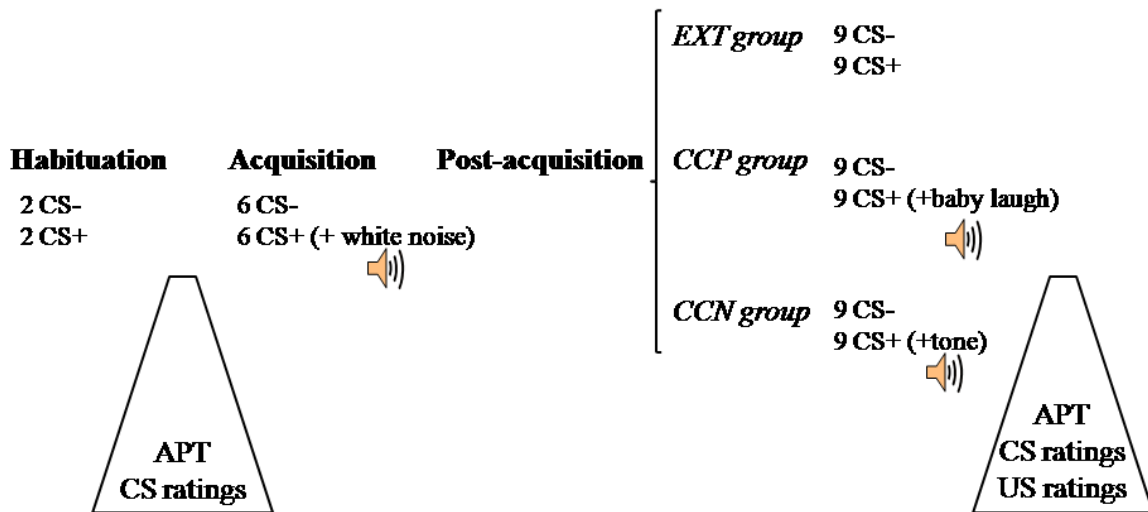 EXT group
9 CS-
9 CS+
Habituation
2 CS-
2 CS+
Acquisition
6 CS-
6 CS+ (+ white noise)
Post-acquisition
CCP group
9 CS-
9 CS+ (+baby laugh)
CCN group
9 CS-
9 CS+ (+tone)
APT
CS ratings
APT
CS ratings
US ratings